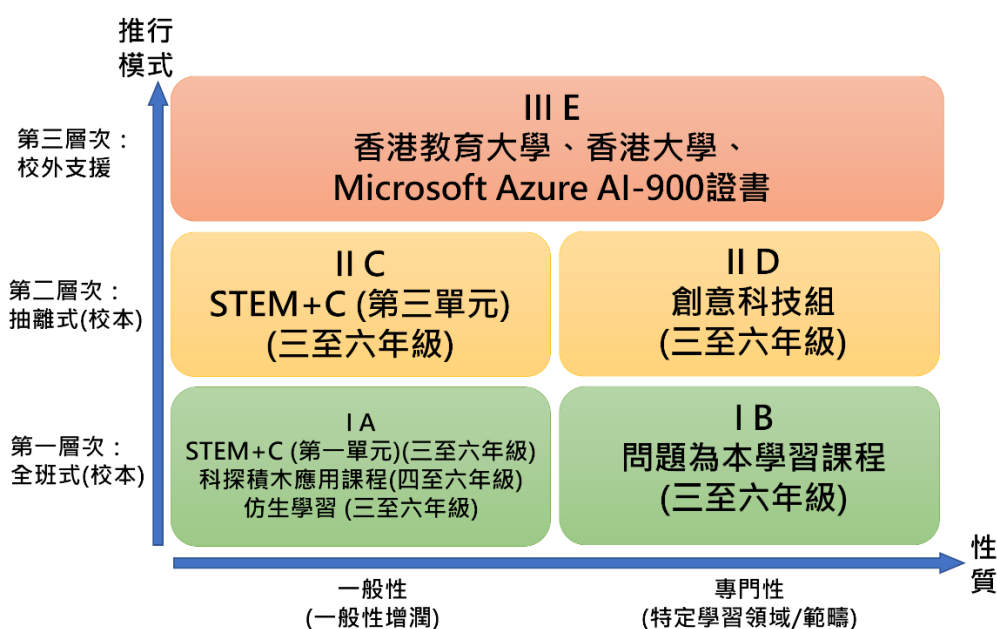 推行
模式
第三層次：
校外支援
III E
香港教育大學、香港大學、
Microsoft Azure AI-900證書
第二層次：
抽離式(校本)
II C
STEM+C (第三單元)
(三至六年級)
II D
創意科技組
(三至六年級)
第一層次：
全班式(校本)
I A
STEM+C (第一單元)(三至六年級)
科探積木應用課程(四至六年級)
仿生學習 (三至六年級)
I B
問題為本學習課程
(三至六年級)
性
質
一般性
(一般性增潤)
專門性
(特定學習領域/範疇)